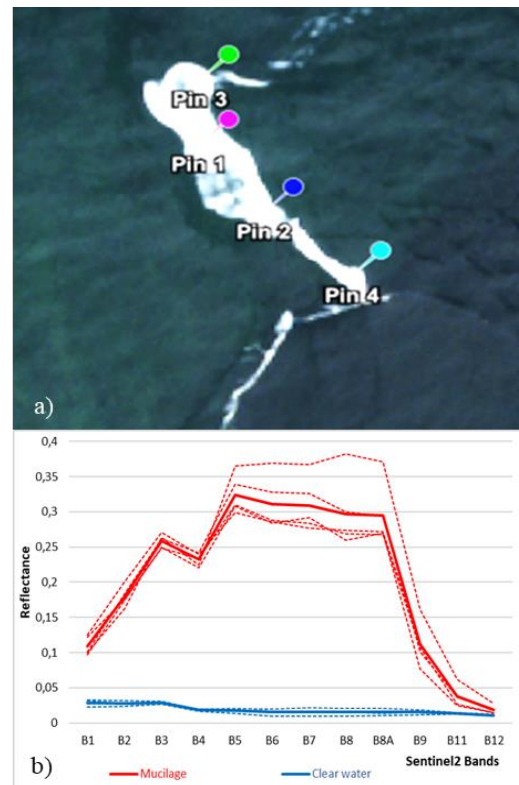 Pin 3
Pin 1
Pin 2
Pin 4
a)
0,4
0,35
0,3
0,25
0,2
0,15
0,1
0,05
0
Reflectance
B1 B2 B3 B4 B5 B6 B7 B8 B8A B9 B11 B12
Sentinel2 Bands
b)
Mucilage
Clear water